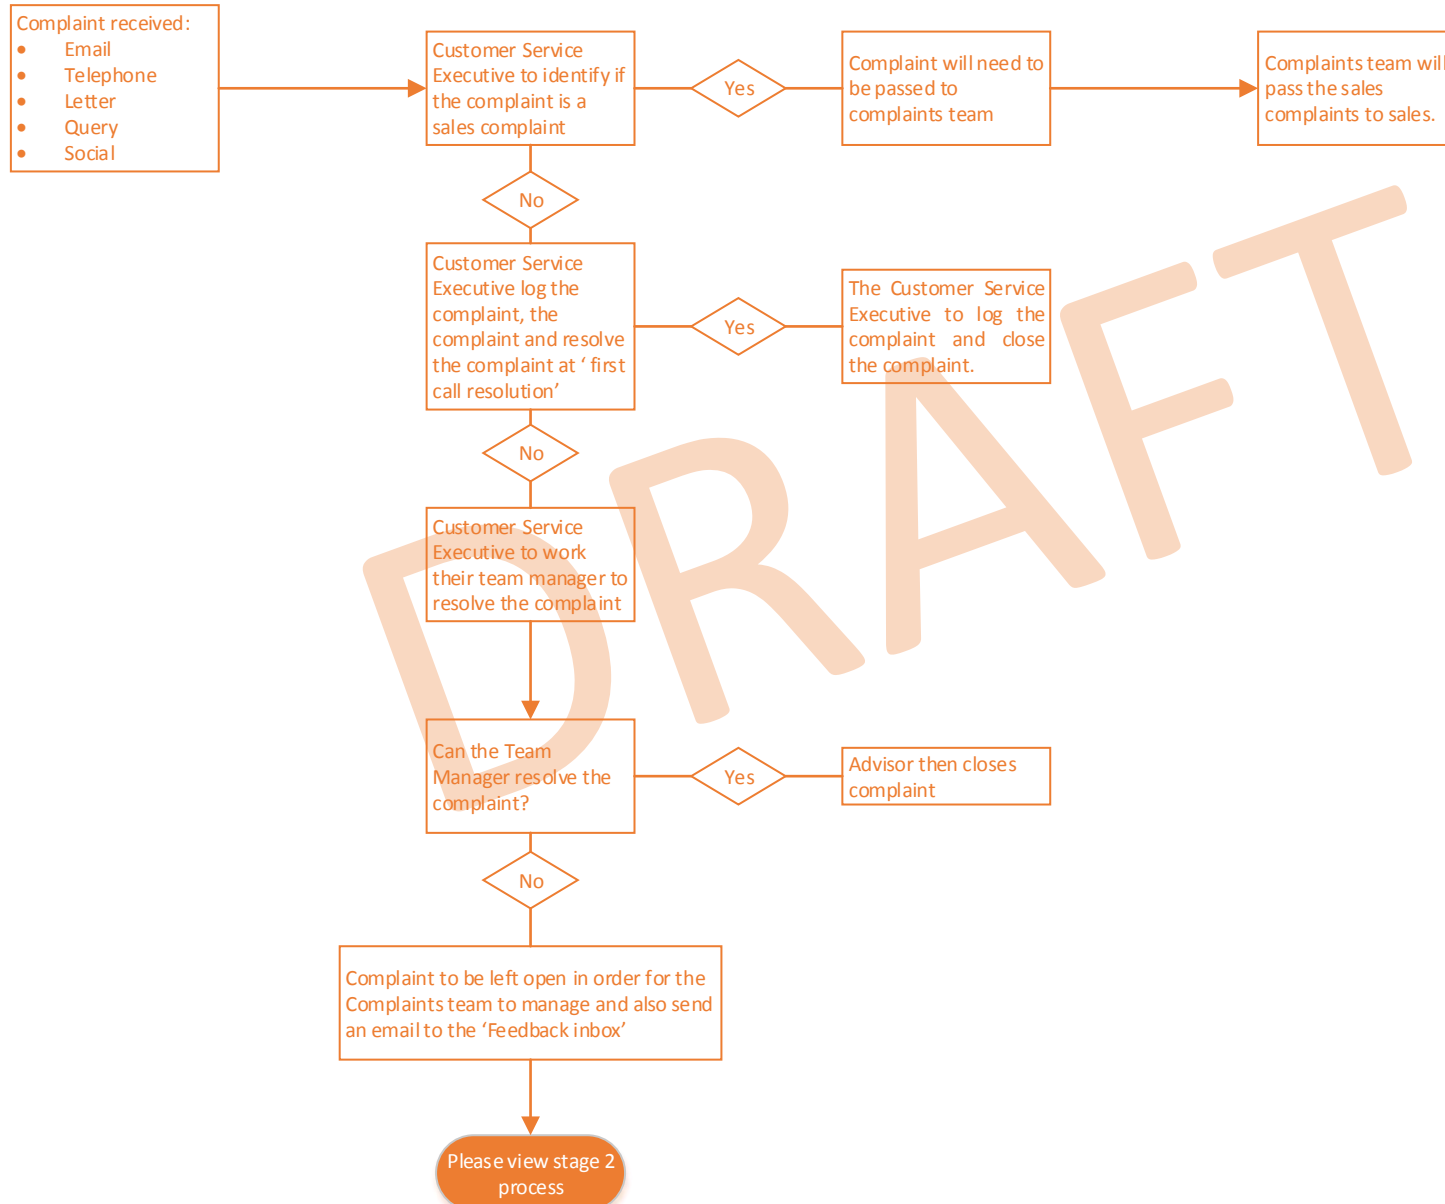 Complaint received:
• Email
• Telephone
• Letter
• Query
• Social
Customer Service
Executive to identify if
the complaint is a
sales complaint
Yes
Complaint will need to
be passed to
complaints team
Complaints team will
pass the sales
complaints to sales.
No
Customer Service
Executive log the
complaint, the
complaint and resolve
the complaint at ‘ first
call resolution’
Yes
The Customer Service
Executive to log the
complaint and close
the complaint.
No
Customer Service
Executive to work
their team manager to
resolve the complaint
Can the Team
Manager resolve the
complaint?
Yes
Advisor then closes
complaint
No
Complaint to be left open in order for the
Complaints team to manage and also send
an email to the ‘Feedback inbox’
Please view stage 2
process
DRAFT